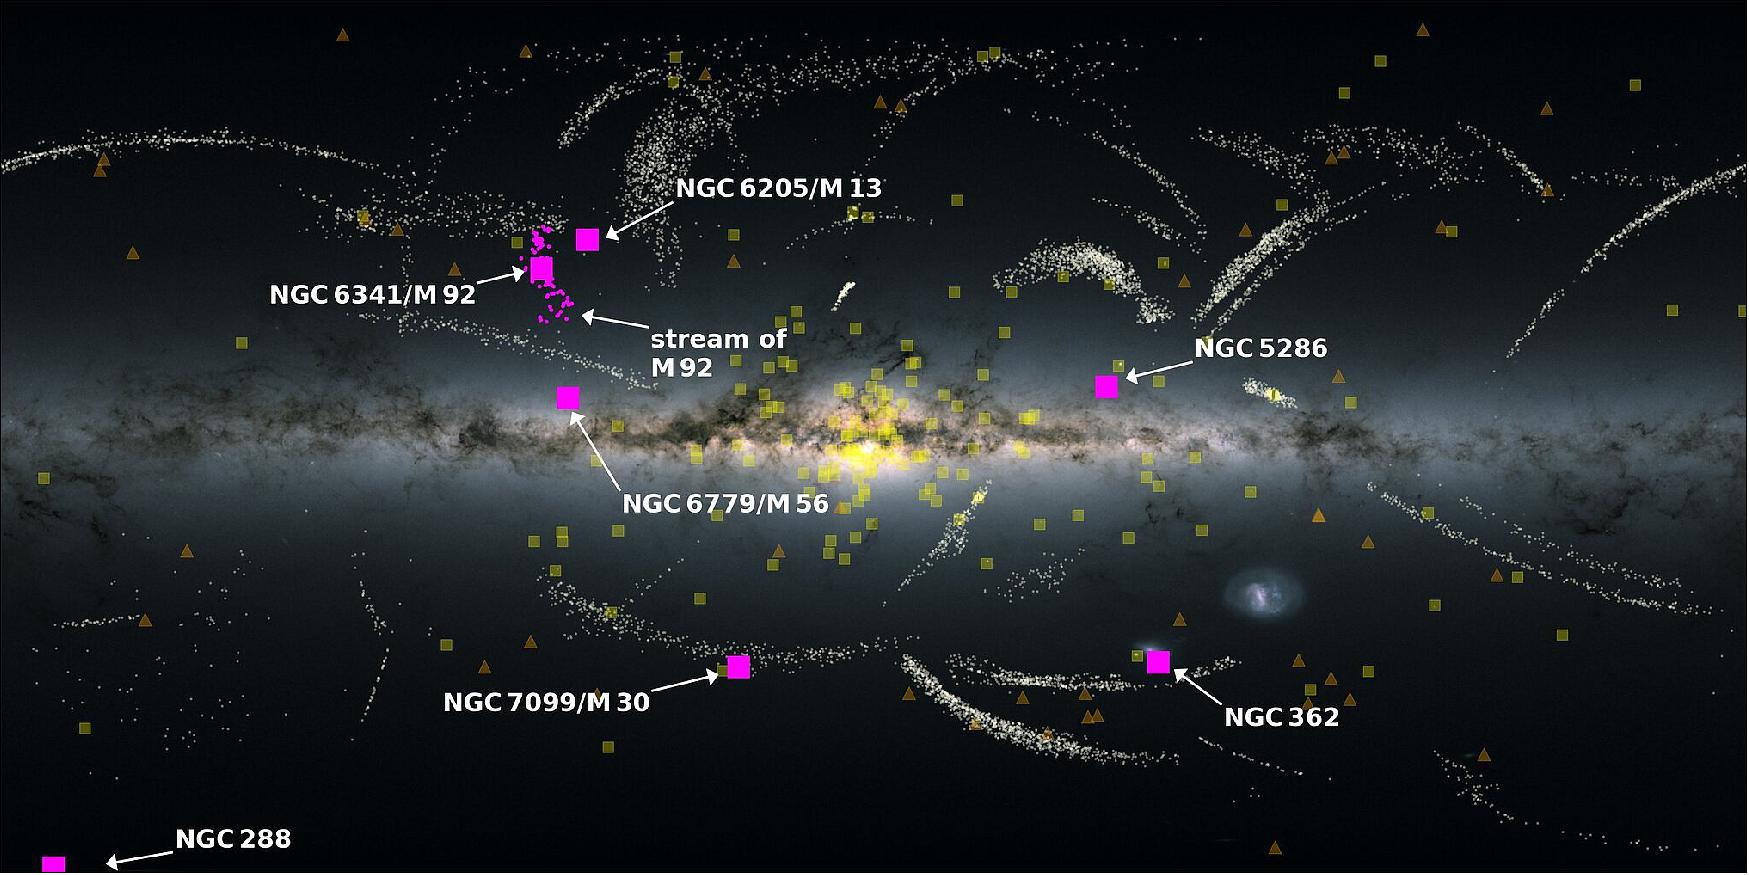 NGC 6205/M 13
NGC 6341/M 92
stream of
M 92
NGC 5286
NGC 6779/M 56
NGC 7099/M 30
NGC 362
NGC 288